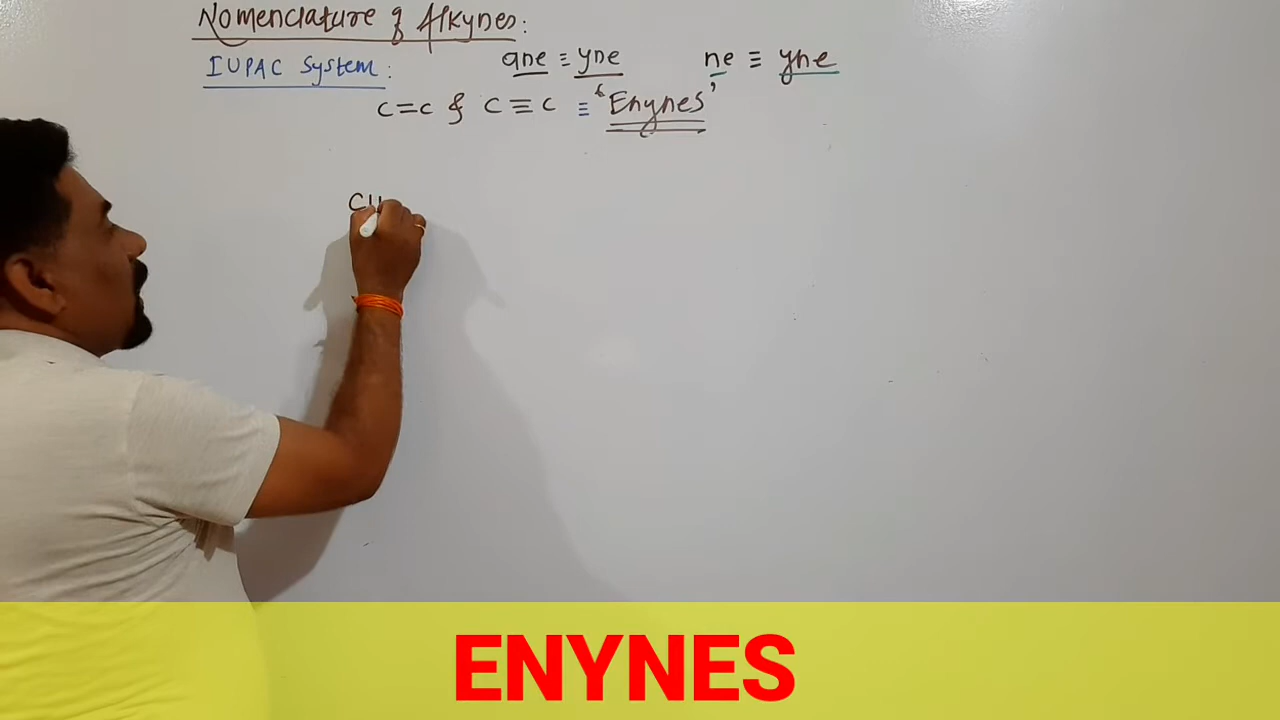 Nomenclature of Alkynes:
IUPAC System: ane ≡ yne ne ≡ yne
C=C & C≡C ≡ 'Enynes'
CH
ENYNES